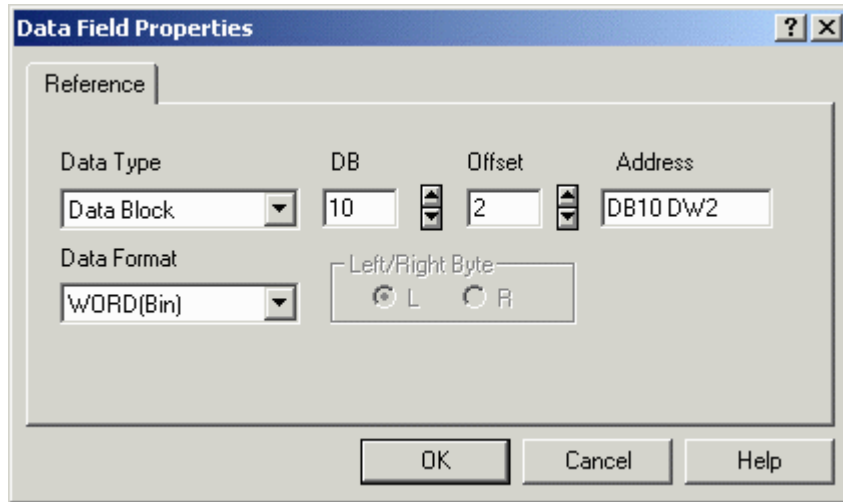 Data Field Properties
Reference
Data Type DB Offset Address
Data Block 10 2 DB10 DW2
Data Format Left/Right Byte
WORD(Bin) L R
OK Cancel Help